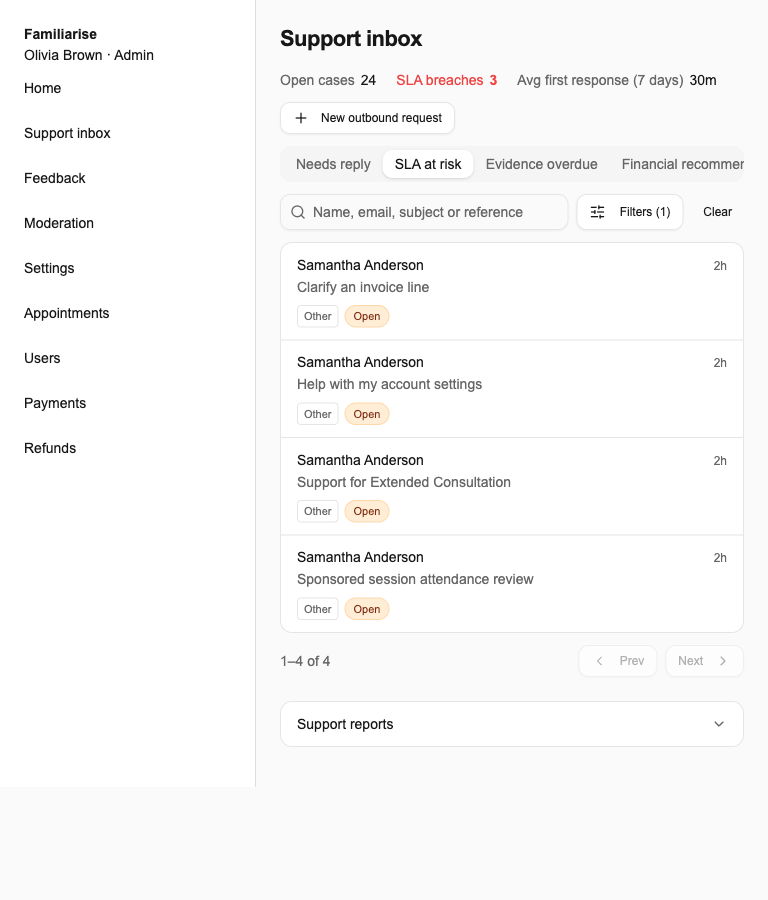 Familiarise
Olivia Brown · Admin
Home
Support inbox
Feedback
Moderation
Settings
Appointments
Users
Payments
Refunds
Support inbox
Open cases 24 SLA breaches 3 Avg first response (7 days) 30m
New outbound request
Needs reply SLA at risk Evidence overdue Financial recommer
Name, email, subject or reference Filters (1) Clear
Samantha Anderson 2h
Clarify an invoice line
Other Open
Samantha Anderson 2h
Help with my account settings
Other Open
Samantha Anderson 2h
Support for Extended Consultation
Other Open
Samantha Anderson 2h
Sponsored session attendance review
Other Open
1–4 of 4 Prev Next
Support reports